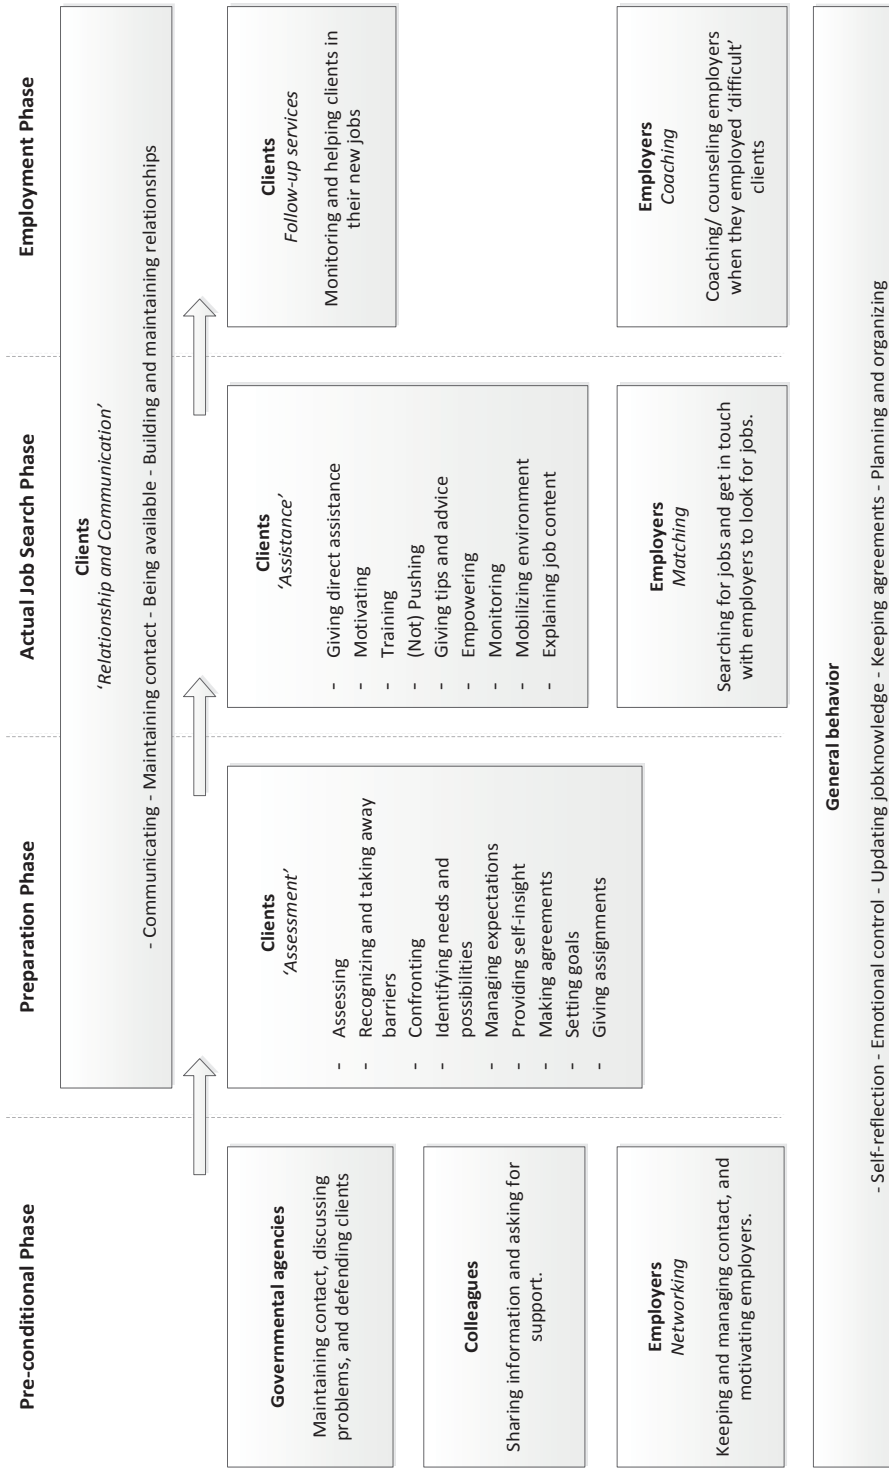 Pre-conditional Phase
Preparation Phase
Actual Job Search Phase
Employment Phase
Clients
'Relationship and Communication'
- Communicating - Maintaining contact - Being available - Building and maintaining relationships
Governmental agencies
Maintaining contact, discussing
problems, and defending clients
Colleagues
Sharing information and asking for
support.
Employers
Networking
Keeping and managing contact, and
motivating employers.
Clients
'Assessment'
- Assessing
- Recognizing and taking away
barriers
- Confronting
- Identifying needs and
possibilities
- Managing expectations
- Providing self-insight
- Making agreements
- Setting goals
- Giving assignments
Clients
'Assistance'
- Giving direct assistance
- Motivating
- Training
- (Not) Pushing
- Giving tips and advice
- Empowering
- Monitoring
- Mobilizing environment
- Explaining job content
Employers
Matching
Searching for jobs and get in touch
with employers to look for jobs.
Clients
Follow-up services
Monitoring and helping clients in
their new jobs
Employers
Coaching
Coaching/ counseling employers
when they employed 'difficult'
clients
General behavior
- Self-reflection - Emotional control - Updating jobknowledge - Keeping agreements - Planning and organizing